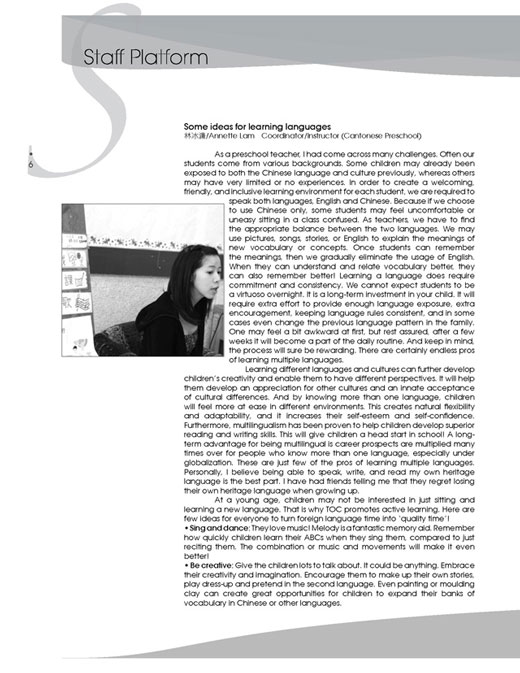 Staff Platform
Some ideas for learning languages
林冰鴻/Annette Lam Coordinator/Instructor (Cantonese Preschool)
6
As a preschool teacher, I had come across many challenges. Often our
students come from various backgrounds. Some children may already been
exposed to both the Chinese language and culture previously, whereas others
may have very limited or no experiences. In order to create a welcoming,
friendly, and inclusive learning environment for each student, we are required to
speak both languages, English and Chinese. Because if we choose
to use Chinese only, some students may feel uncomfortable or
uneasy sitting in a class confused. As teachers, we have to find
the appropriate balance between the two languages. We may
use pictures, songs, stories, or English to explain the meanings of
new vocabulary or concepts. Once students can remember
the meanings, then we gradually eliminate the usage of English.
When they can understand and relate vocabulary better, they
can also remember better! Learning a language does require
commitment and consistency. We cannot expect students to be
a virtuoso overnight. It is a long-term investment in your child. It will
require extra effort to provide enough language exposure, extra
encouragement, keeping language rules consistent, and in some
cases even change the previous language pattern in the family.
One may feel a bit awkward at first, but rest assured, after a few
weeks it will become a part of the daily routine. And keep in mind,
the process will sure be rewarding. There are certainly endless pros
of learning multiple languages.
Learning different languages and cultures can further develop
children's creativity and enable them to have different perspectives. It will help
them develop an appreciation for other cultures and an innate acceptance
of cultural differences. And by knowing more than one language, children
will feel more at ease in different environments. This creates natural flexibility
and adaptability, and it increases their self-esteem and self-confidence.
Furthermore, multilingualism has been proven to help children develop superior
reading and writing skills. This will give children a head start in school! A long-
term advantage for being multilingual is career prospects are multiplied many
times over for people who know more than one language, especially under
globalization. These are just few of the pros of learning multiple languages.
Personally, I believe being able to speak, write, and read my own heritage
language is the best part. I have had friends telling me that they regret losing
their own heritage language when growing up.
At a young age, children may not be interested in just sitting and
learning a new language. That is why TOC promotes active learning. Here are
few ideas for everyone to turn foreign language time into 'quality time'!
• Sing and dance: They love music! Melody is a fantastic memory aid. Remember
how quickly children learn their ABCs when they sing them, compared to just
reciting them. The combination or music and movements will make it even
better!
• Be creative: Give the children lots to talk about. It could be anything. Embrace
their creativity and imagination. Encourage them to make up their own stories,
play dress-up and pretend in the second language. Even painting or moulding
clay can create great opportunities for children to expand their banks of
vocabulary in Chinese or other languages.